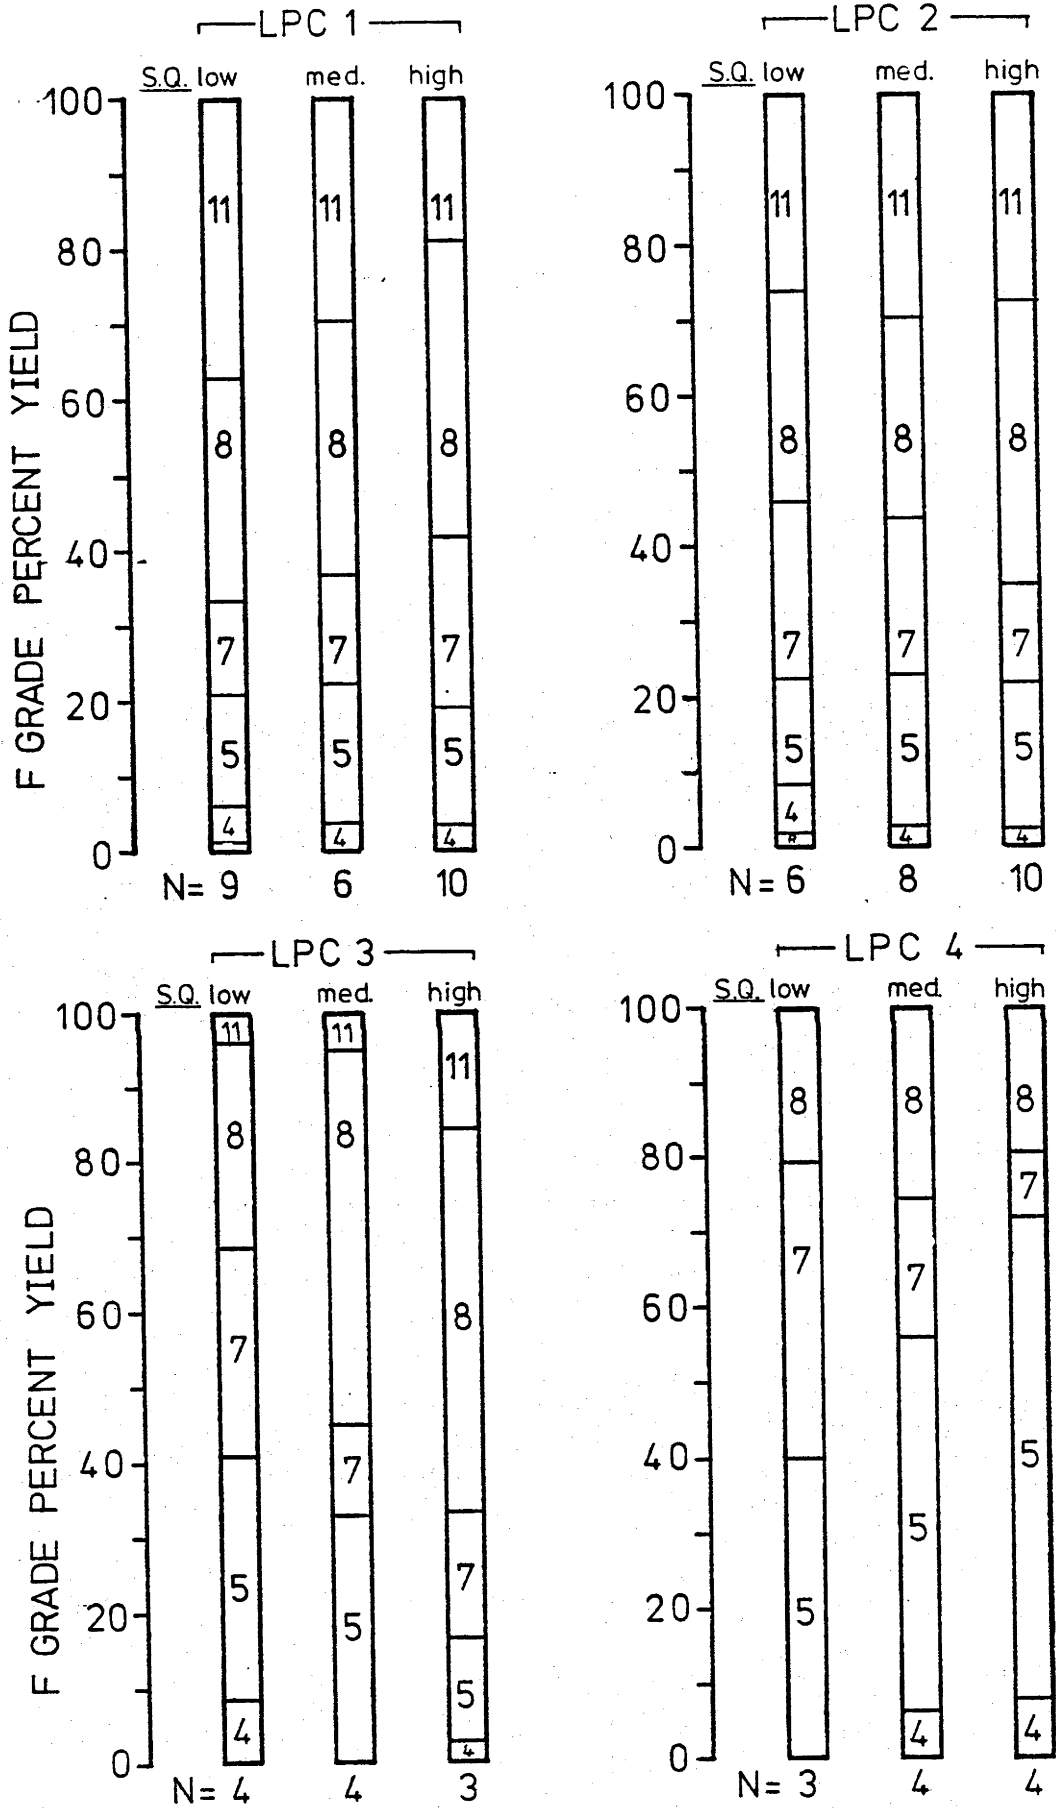 LPC 1
S.Q. low med. high
100
80
60
40
20
0
11 11 11
8 8 8
7 7 7
5 5 5
4 4 4
N= 9 6 10
F GRADE PERCENT YIELD
LPC 2
S.Q. low med. high
100
80
60
40
20
0
11 11 11
8 8 8
7 7 7
5 5 5
4 4 4
N= 6 8 10
LPC 3
S.Q. low med. high
100
80
60
40
20
0
11 11 11
8 8 8
7 7 7
5 5 5
4 4
N= 4 4 3
F GRADE PERCENT YIELD
LPC 4
S.Q. low med. high
100
80
60
40
20
0
8 8 8
7 7 7
5 5 5
4 4
N= 3 4 4